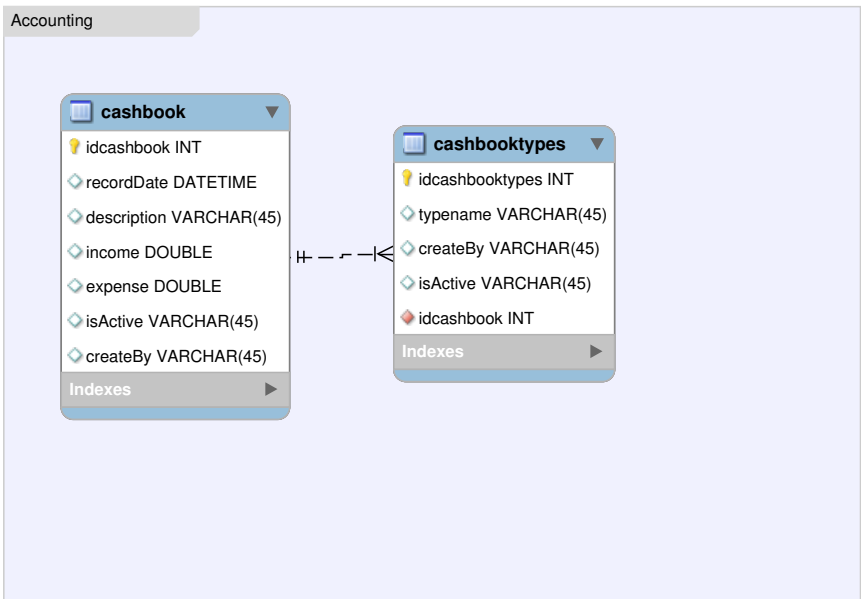 Accounting
cashbook
idcashbook INT
recordDate DATETIME
description VARCHAR(45)
income DOUBLE
expense DOUBLE
isActive VARCHAR(45)
createBy VARCHAR(45)
Indexes
cashbooktypes
idcashbooktypes INT
typename VARCHAR(45)
createBy VARCHAR(45)
isActive VARCHAR(45)
idcashbook INT
Indexes